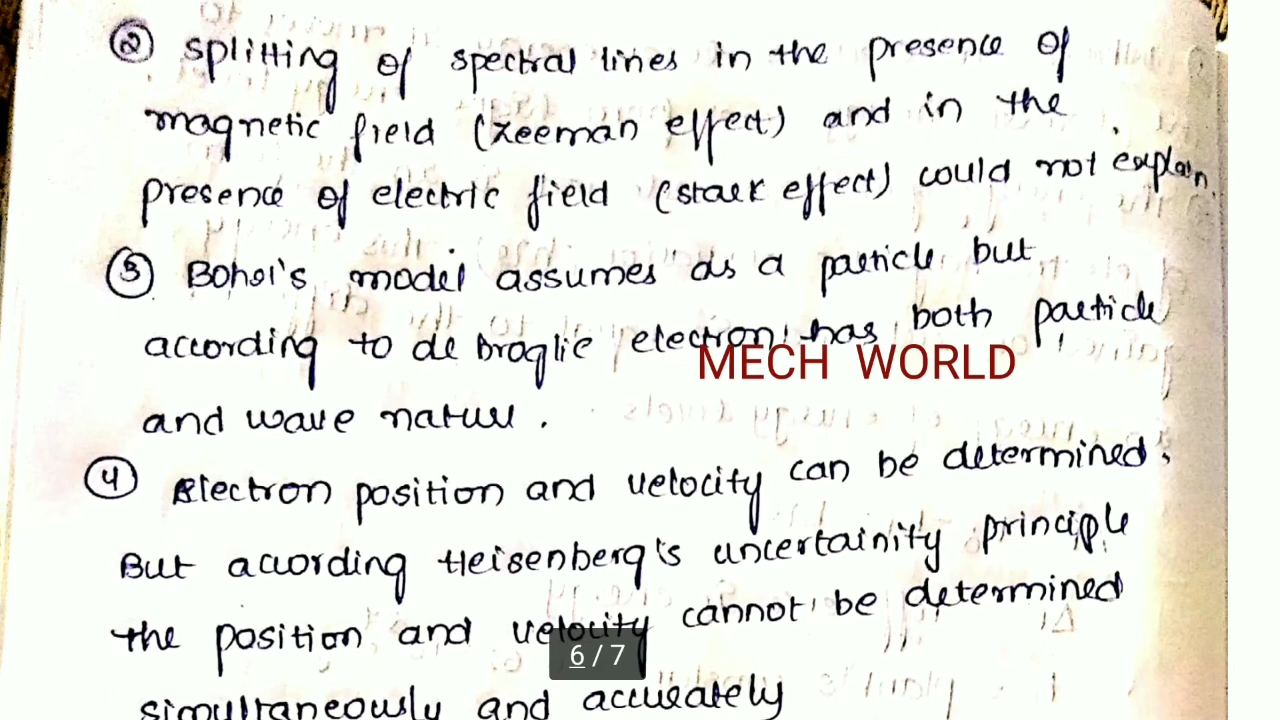 ② splitting of spectral lines in the presence of
magnetic field (zeeman effect) and in the
presence of electric field (stark effect) could not explain.
③ Bohor's model assumes as a particle but
according to de broglie electron has both particle
MECH WORLD
and wave nature.
④ Electron position and velocity can be determined,
But acording Heisenberg's uncertainity principle
the position and velocity cannot be determined
6/7
simultaneously and accurately